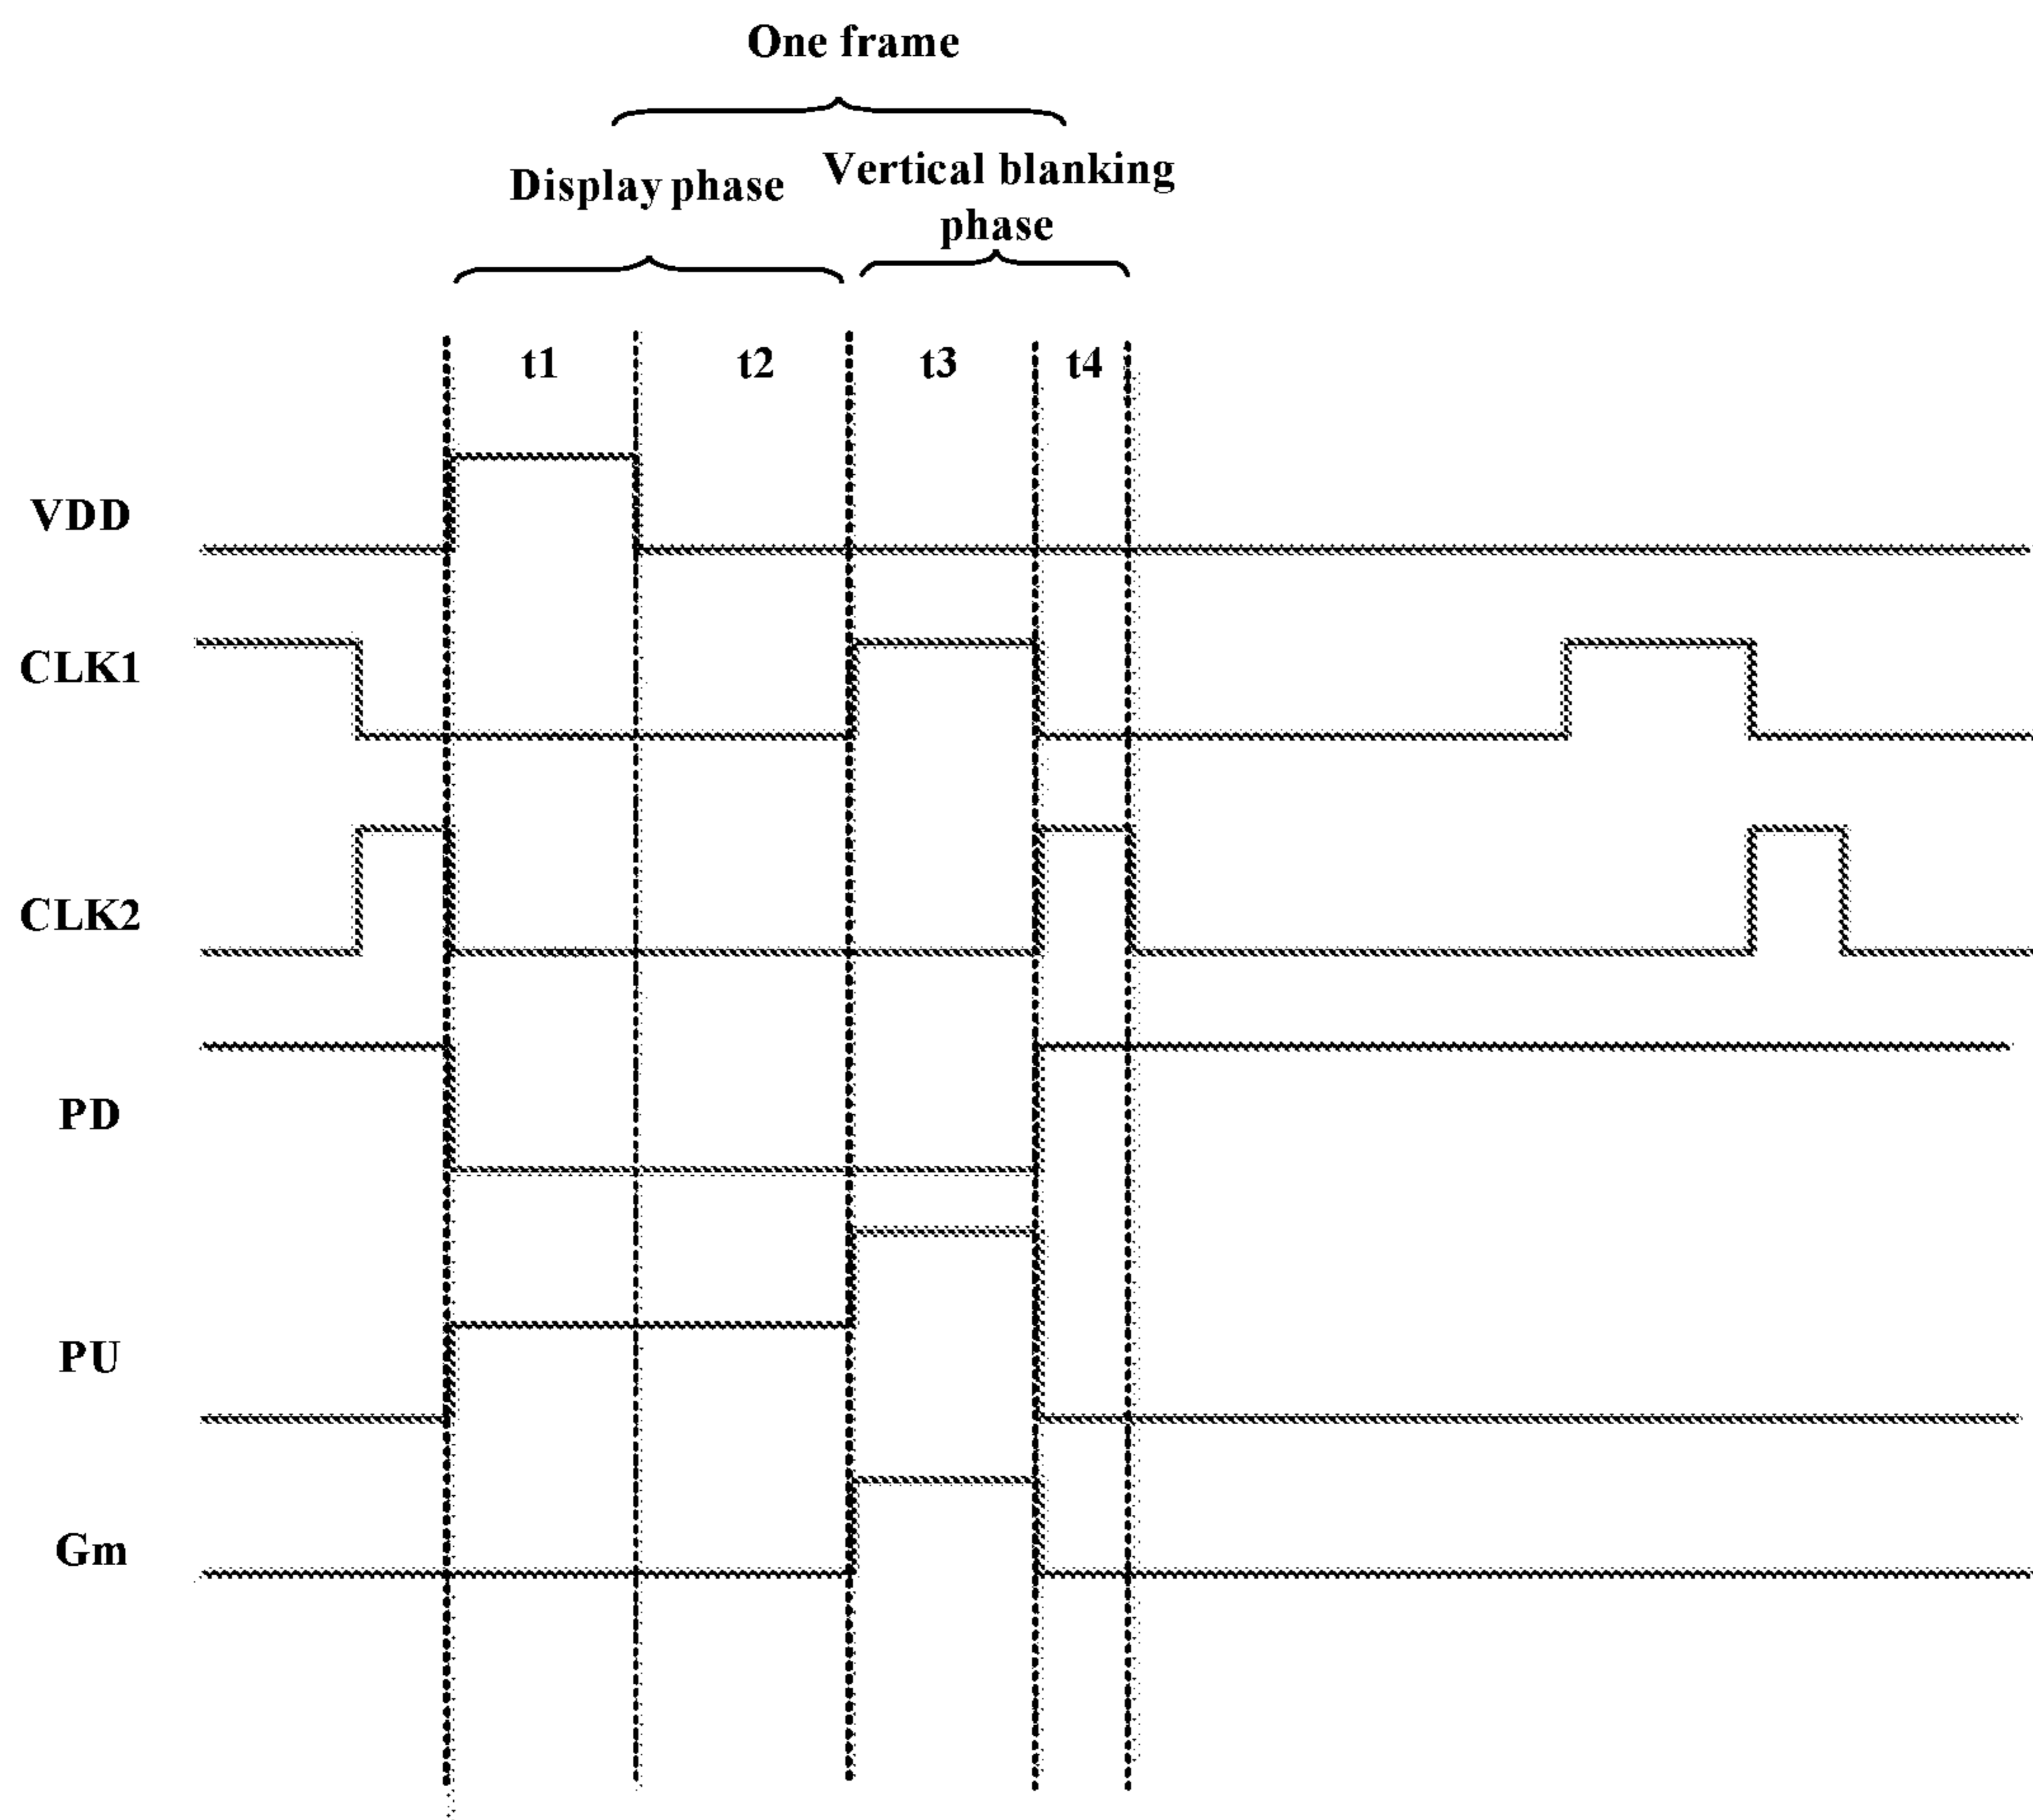 One frame
Display phase
Vertical blanking
phase
t1 t2 t3 t4
VDD
CLK1
CLK2
PD
PU
Gm